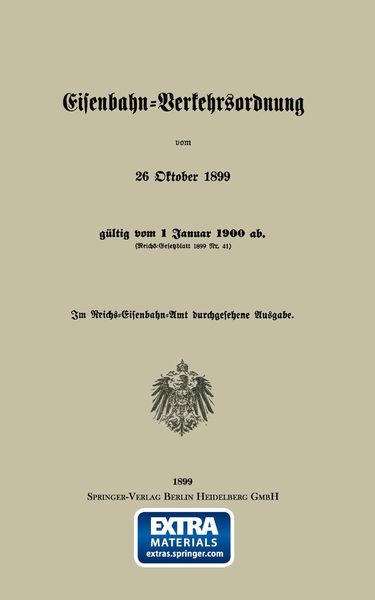 Eisenbahn=Verkehrsordnung
vom
26 Oktober 1899
gültig vom 1 Januar 1900 ab.
(Reichs=Gesetzblatt 1899 Nr. 41)
Im Reichs=Eisenbahn=Amt durchgesehene Ausgabe.
1899
SPRINGER-VERLAG BERLIN HEIDELBERG GMBH
EXTRA
MATERIALS
extras.springer.com